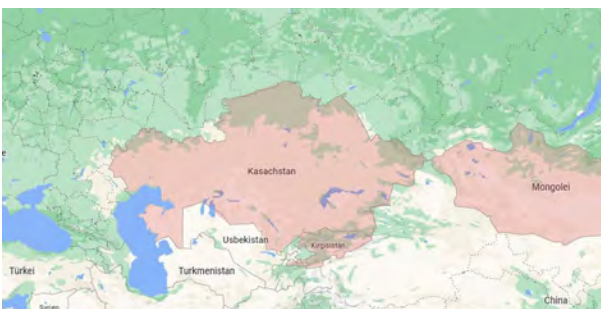 Kasachstan
Mongolei
Usbekistan
Kirgisistan
Türkei
Turkmenistan
China